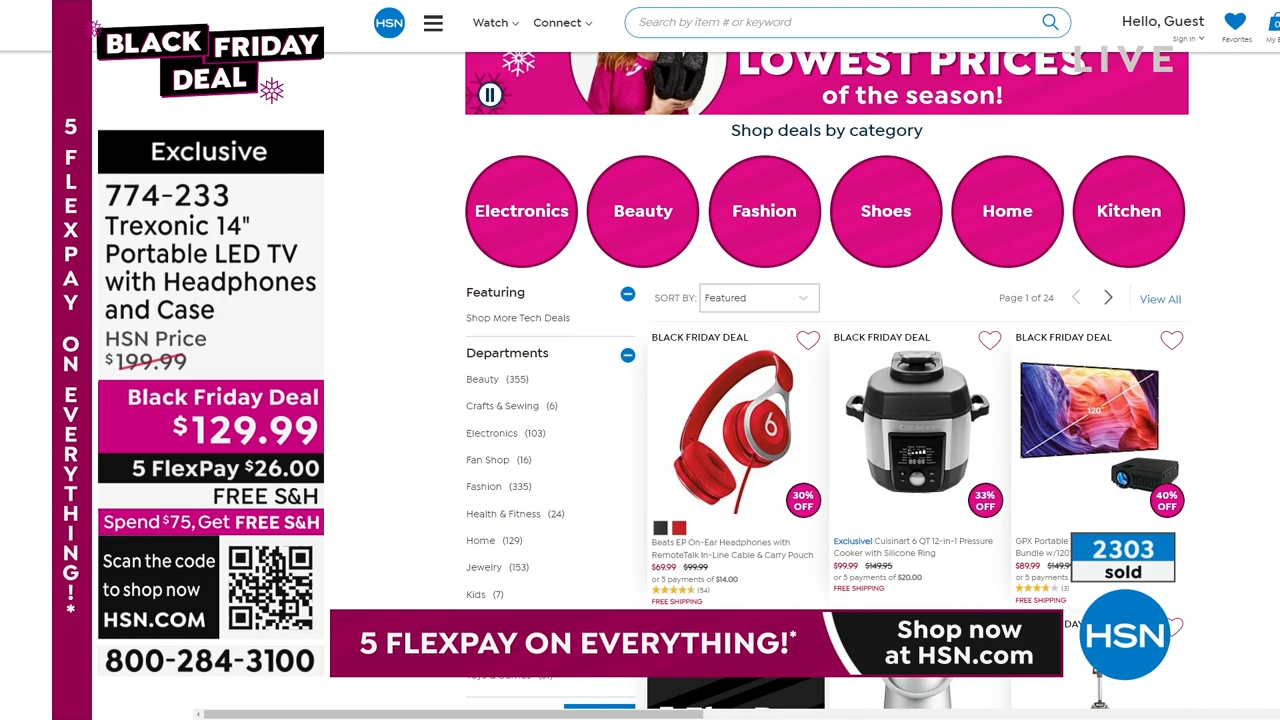 5 FLEXPAY ON EVERYTHING!*
BLACK FRIDAY
DEAL
Exclusive
774-233
Trexonic 14"
Portable LED TV
with Headphones
and Case
HSN Price
$199.99
Black Friday Deal
$129.99
5 FlexPay $26.00
FREE S&H
Spend $75, Get FREE S&H
Scan the code
to shop now
HSN.COM
800-284-3100
HSN
Watch
Connect
Search by item # or keyword
Hello, Guest
Sign In
Favorites
LIVE
LOWEST PRICES
of the season!
Shop deals by category
Electronics
Beauty
Fashion
Shoes
Home
Kitchen
Featuring
Shop More Tech Deals
Departments
Beauty (355)
Crafts & Sewing (6)
Electronics (103)
Fan Shop (16)
Fashion (335)
Health & Fitness (24)
Home (129)
Jewelry (153)
Kids (7)
SORT BY: Featured
Page 1 of 24
View All
BLACK FRIDAY DEAL
30%
OFF
Beats EP On-Ear Headphones with
RemoteTalk In-Line Cable & Carry Pouch
$69.99 $99.99
or 5 payments of $14.00
(54)
FREE SHIPPING
BLACK FRIDAY DEAL
33%
OFF
Exclusive! Cuisinart 6 QT 12-in-1 Pressure
Cooker with Silicone Ring
$99.99 $149.95
or 5 payments of $20.00
FREE SHIPPING
BLACK FRIDAY DEAL
120"
40%
OFF
GPX Portable
Bundle w/120"
$89.99
or 5 payments
(3)
FREE SHIPPING
2303
sold
5 FLEXPAY ON EVERYTHING!*
Shop now
at HSN.com
HSN